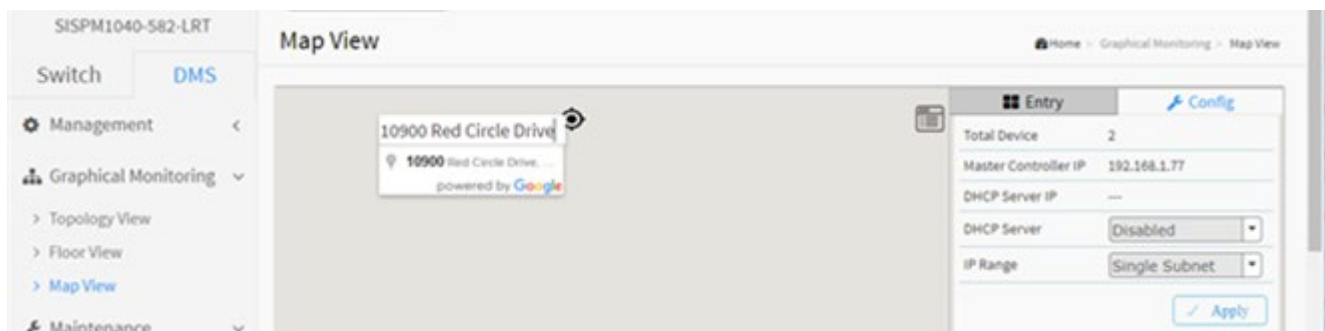 SISPM1040-582-LRT
Switch
DMS
Management
Graphical Monitoring
Topology View
Floor View
Map View
Maintenance
Map View
Home > Graphical Monitoring > Map View
10900 Red Circle Drive
10900 Red Circle Drive, ...
powered by Google
Entry
Config
Total Device 2
Master Controller IP 192.168.1.77
DHCP Server IP ---
DHCP Server Disabled
IP Range Single Subnet
Apply